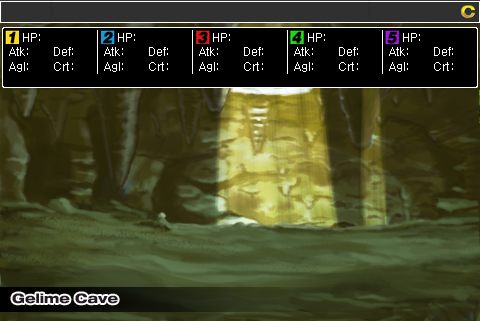 C
1 HP: 2 HP: 3 HP: 4 HP: 5 HP:
Atk: Def: Atk: Def: Atk: Def: Atk: Def: Atk: Def:
Agl: Crt: Agl: Crt: Agl: Crt: Agl: Crt: Agl: Crt:
Gelime Cave